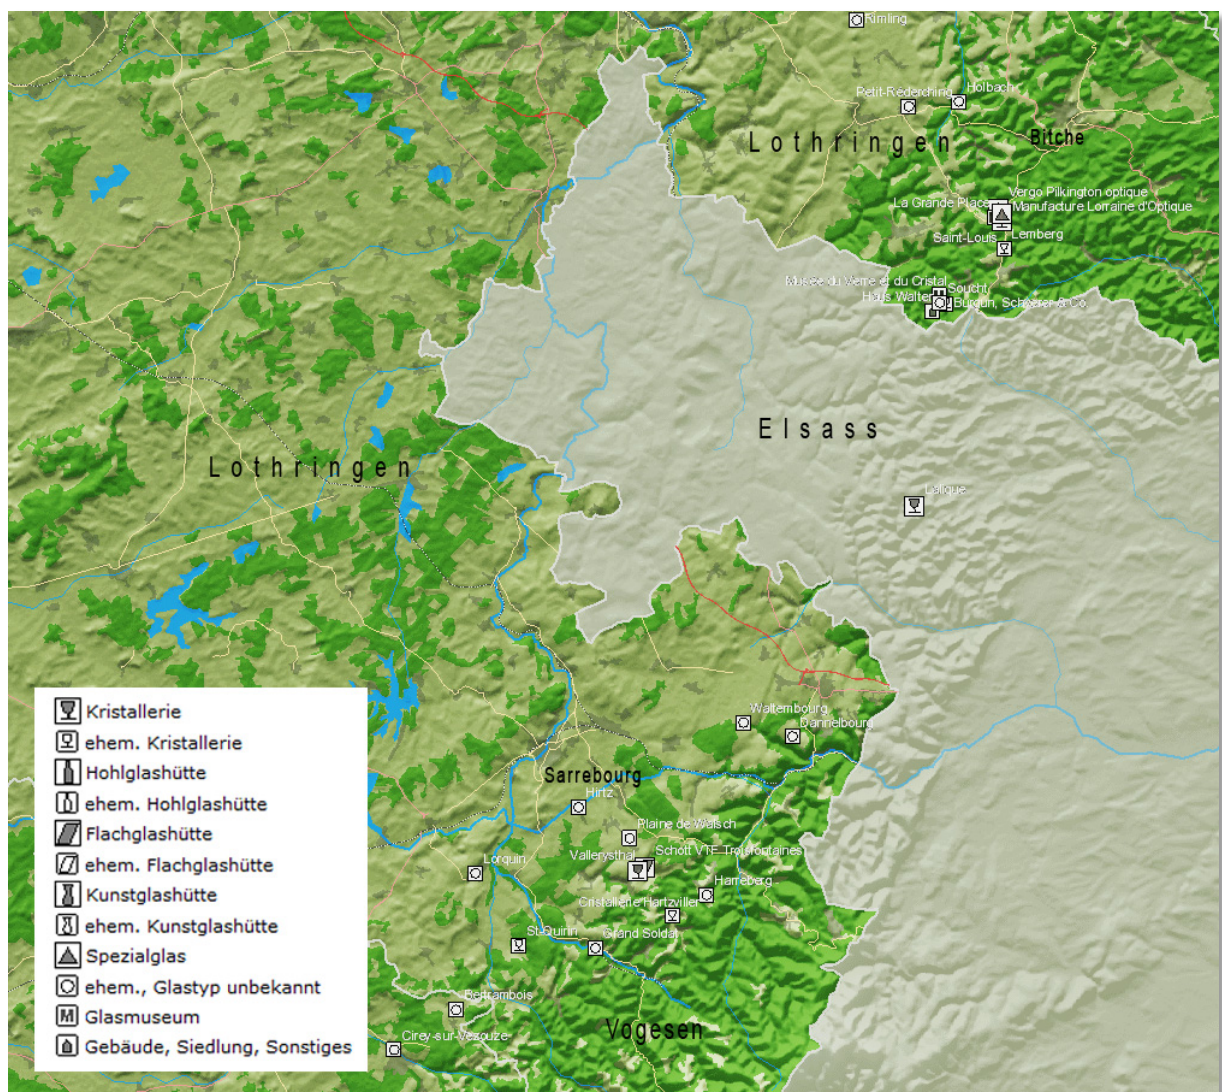 Rimling
Petit-Réderching
Holbach
Lothringen
Bitche
Vergo Pilkington optique
La Grande Place
Manufacture Lorraine d'Optique
Saint-Louis
Lemberg
Musée du Verre et du Cristal
Soucht
Haus Walter
Burgun, Schverer & Co.
Elsass
Lothringen
Lalique
Waltembourg
Dannelbourg
Sarrebourg
Hirtz
Plaine de Walsch
Schott VTF Troisfontaines
Vallerysthal
Lorquin
Harreberg
Cristallerie Hartzviller
St-Quirin
Grand Soldat
Bertrambois
Vogesen
Cirey-sur-Vezouze
Kristallerie
ehem. Kristallerie
Hohlglashütte
ehem. Hohlglashütte
Flachglashütte
ehem. Flachglashütte
Kunstglashütte
ehem. Kunstglashütte
Spezialglas
ehem., Glastyp unbekannt
M Glasmuseum
Gebäude, Siedlung, Sonstiges